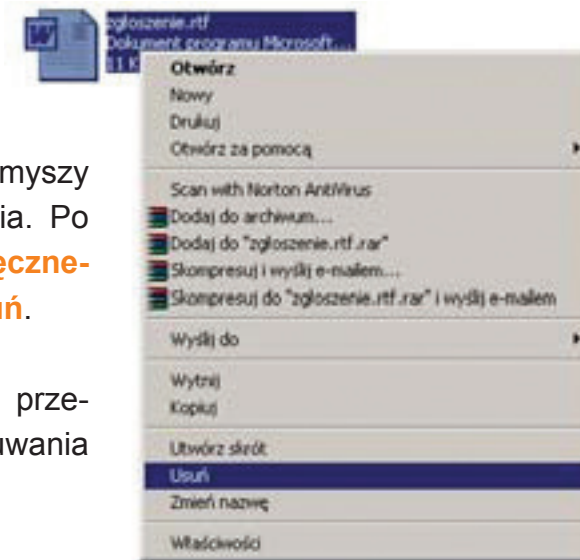 zgloszenie.rtf
Dokument programu Microsoft...
11 K
Otwórz
Nowy
Drukuj
Otwórz za pomocą
Scan with Norton AntiVirus
Dodaj do archiwum...
Dodaj do "zgloszenie.rtf.rar"
Skompresuj i wyślij e-mailem...
Skompresuj do "zgloszenie.rtf.rar" i wyślij e-mailem
Wyślij do
Wytnij
Kopiuj
Utwórz skrót
Usuń
Zmień nazwę
Właściwości
myszy
ia. Po
ęczne-
uń.
prze-
uwania